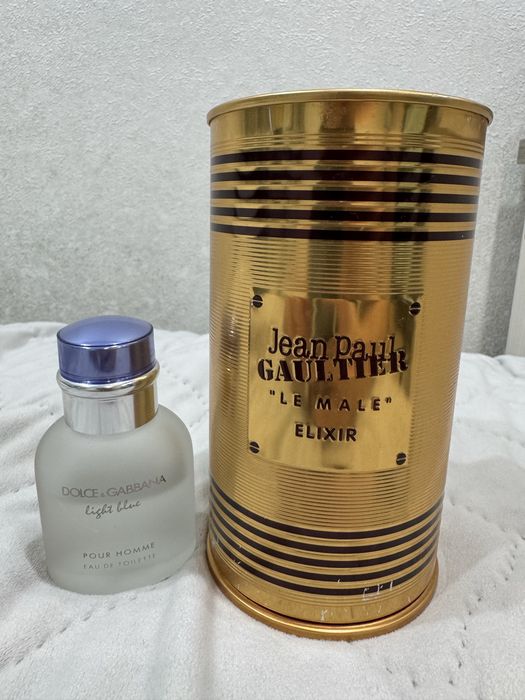 DOLCE & GABBANA
light blue
POUR HOMME
EAU DE TOILETTE
Jean Paul
GAULTIER
"LE MALE"
ELIXIR